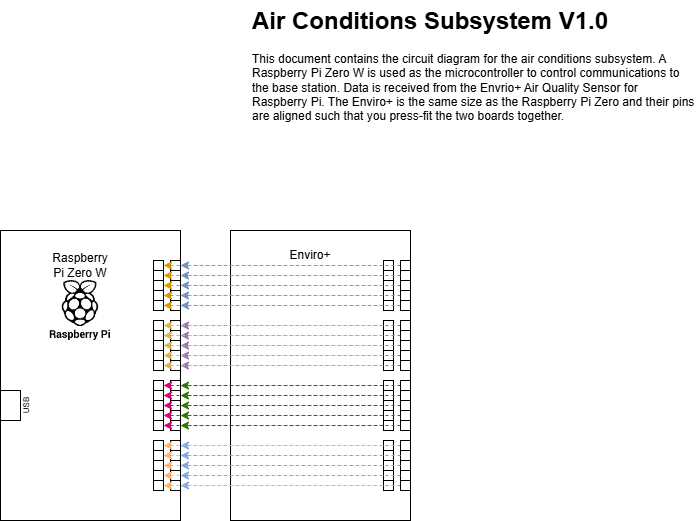 Air Conditions Subsystem V1.0
This document contains the circuit diagram for the air conditions subsystem. A
Raspberry Pi Zero W is used as the microcontroller to control communications to
the base station. Data is received from the Envrio+ Air Quality Sensor for
Raspberry Pi. The Enviro+ is the same size as the Raspberry Pi Zero and their pins
are aligned such that you press-fit the two boards together.
Raspberry
Pi Zero W
Raspberry Pi
Enviro+
USB